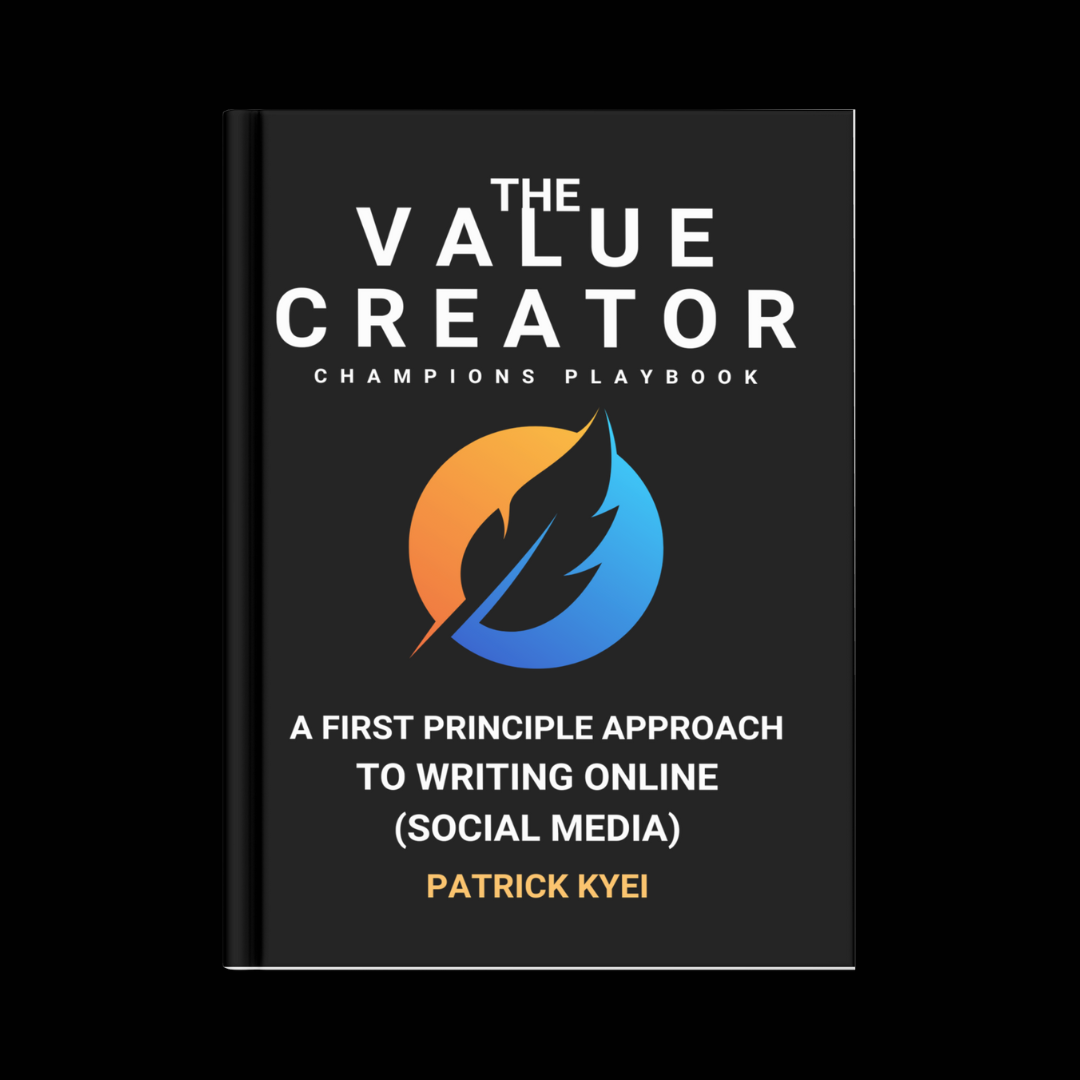 THE
VALUE
CREATOR
CHAMPIONS PLAYBOOK
A FIRST PRINCIPLE APPROACH
TO WRITING ONLINE
(SOCIAL MEDIA)
PATRICK KYEI